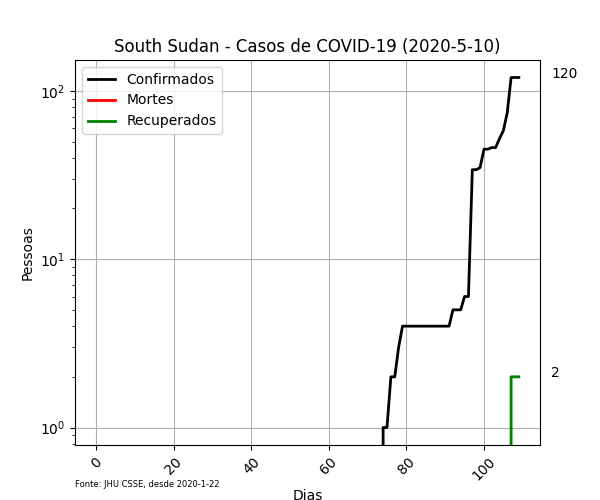 South Sudan - Casos de COVID-19 (2020-5-10)
Confirmados
Mortes
Recuperados
120
10²
Pessoas
10¹
2
10⁰
0 20 40 60 80 100
Fonte: JHU CSSE, desde 2020-1-22
Dias